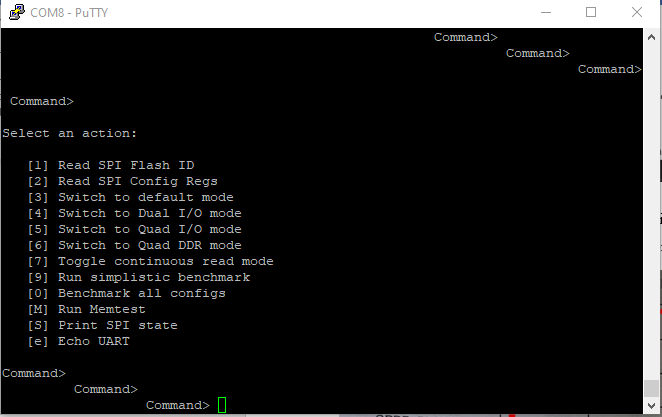 COM8 - PuTTY
Command>
Command>
Command>
Command>
Select an action:
[1] Read SPI Flash ID
[2] Read SPI Config Regs
[3] Switch to default mode
[4] Switch to Dual I/O mode
[5] Switch to Quad I/O mode
[6] Switch to Quad DDR mode
[7] Toggle continuous read mode
[9] Run simplistic benchmark
[0] Benchmark all configs
[M] Run Memtest
[S] Print SPI state
[e] Echo UART
Command>
Command>
Command>